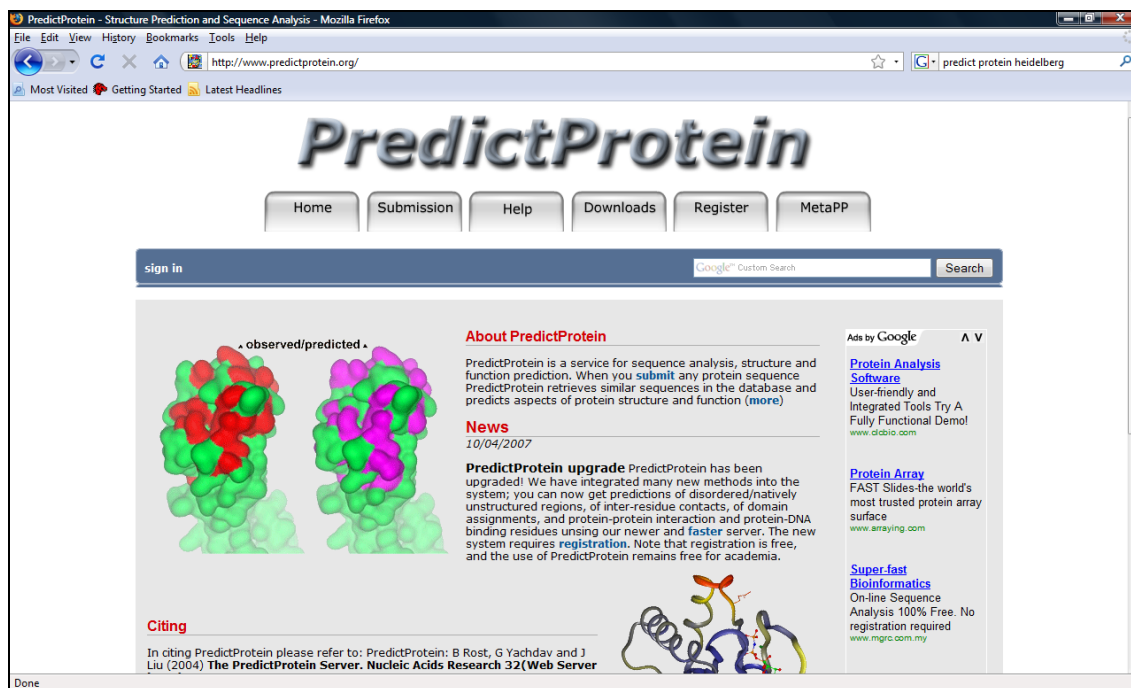 PredictProtein - Structure Prediction and Sequence Analysis - Mozilla Firefox
File Edit View History Bookmarks Tools Help
http://www.predictprotein.org/
G predict protein heidelberg
Most Visited Getting Started Latest Headlines
PredictProtein
Home Submission Help Downloads Register MetaPP
sign in
Google™ Custom Search Search
observed/predicted
About PredictProtein
PredictProtein is a service for sequence analysis, structure and
function prediction. When you submit any protein sequence
PredictProtein retrieves similar sequences in the database and
predicts aspects of protein structure and function (more)
News
10/04/2007
PredictProtein upgrade PredictProtein has been
upgraded! We have integrated many new methods into the
system; you can now get predictions of disordered/natively
unstructured regions, of inter-residue contacts, of domain
assignments, and protein-protein interaction and protein-DNA
binding residues unsing our newer and faster server. The new
system requires registration. Note that registration is free,
and the use of PredictProtein remains free for academia.
Citing
In citing PredictProtein please refer to: PredictProtein: B Rost, G Yachdav and J
Liu (2004) The PredictProtein Server. Nucleic Acids Research 32(Web Server
Ads by Google
Protein Analysis
Software
User-friendly and
Integrated Tools Try A
Fully Functional Demo!
www.clcbio.com
Protein Array
FAST Slides-the world's
most trusted protein array
surface
www.arraying.com
Super-fast
Bioinformatics
On-line Sequence
Analysis 100% Free. No
registration required
www.mgrc.com.my
Done